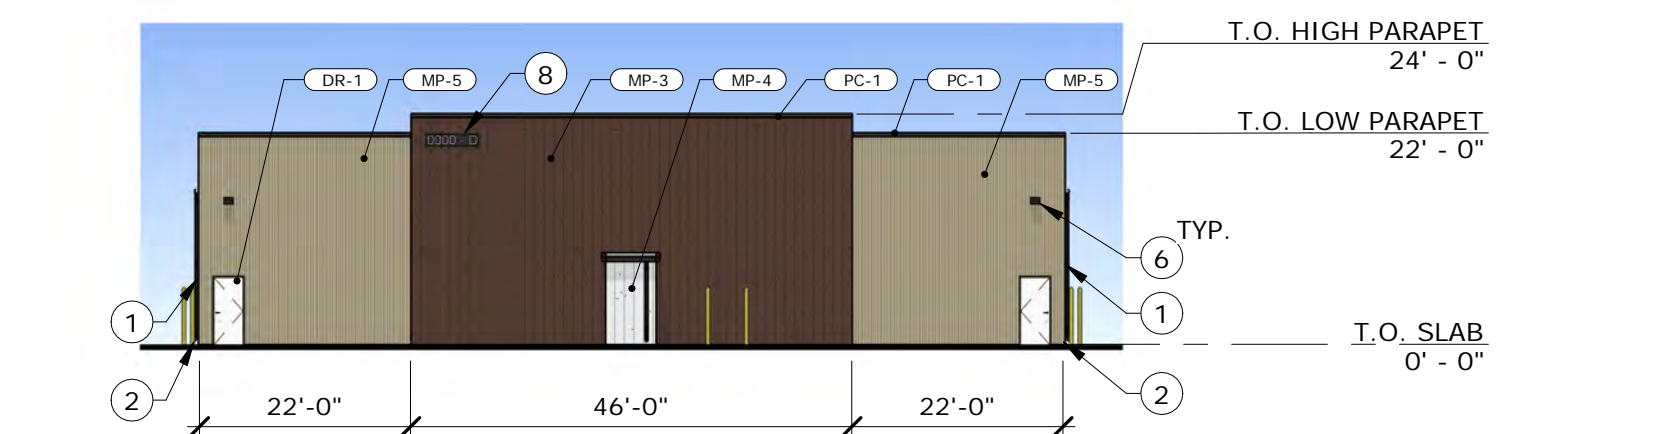 T.O. HIGH PARAPET
24' - 0"
DR-1 MP-5 8 MP-3 MP-4 PC-1 PC-1 MP-5
T.O. LOW PARAPET
22' - 0"
TYP.
6
1 1
T.O. SLAB
0' - 0"
2 2
22'-0" 46'-0" 22'-0"